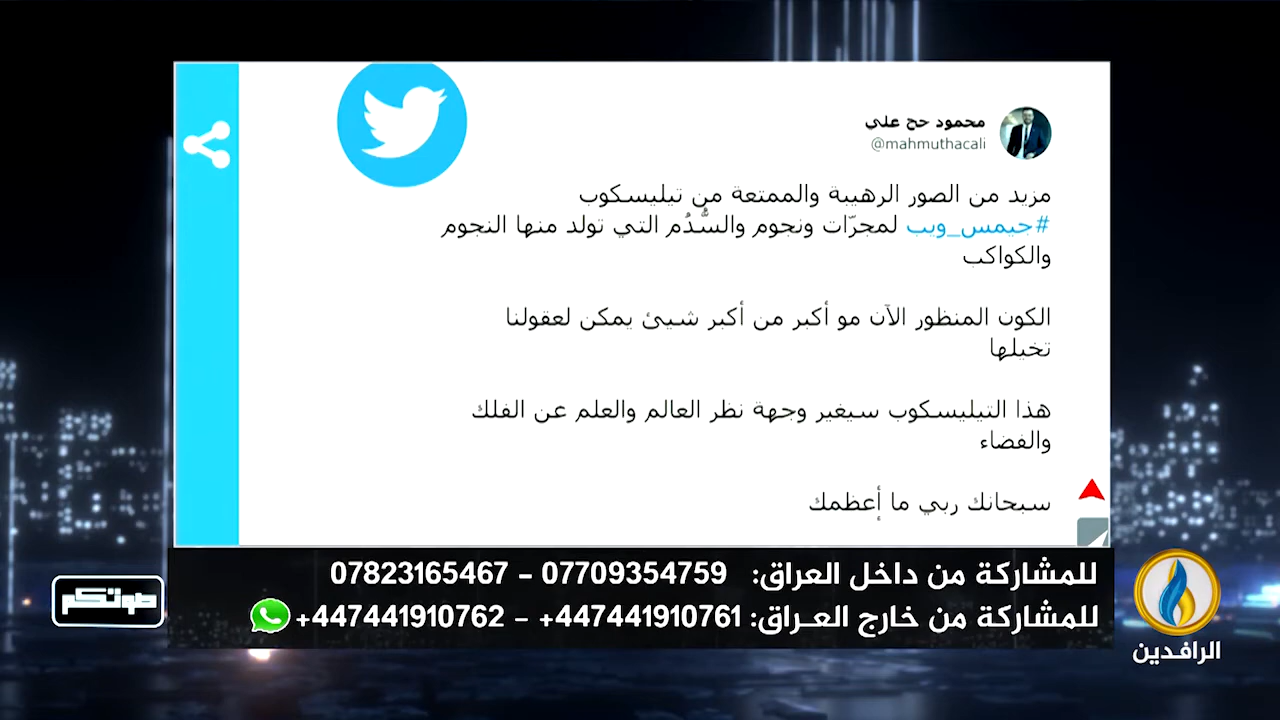 محمود حج علي
@mahmuthacali
مزيد من الصور الرهيبة والممتعة من تيليسكوب
#جيمس_ويب لمجرّات ونجوم والسُّدُم التي تولد منها النجوم
والكواكب
الكون المنظور الآن مو أكبر من أكبر شيئ يمكن لعقولنا
تخيلها
هذا التيليسكوب سيغير وجهة نظر العالم والعلم عن الفلك
والفضاء
سبحانك ربي ما أعظمك
للمشاركة من داخل العراق: 07709354759 - 07823165467
للمشاركة من خارج العـراق: 447441910761+ - 447441910762+
صوتكم
الرافدين